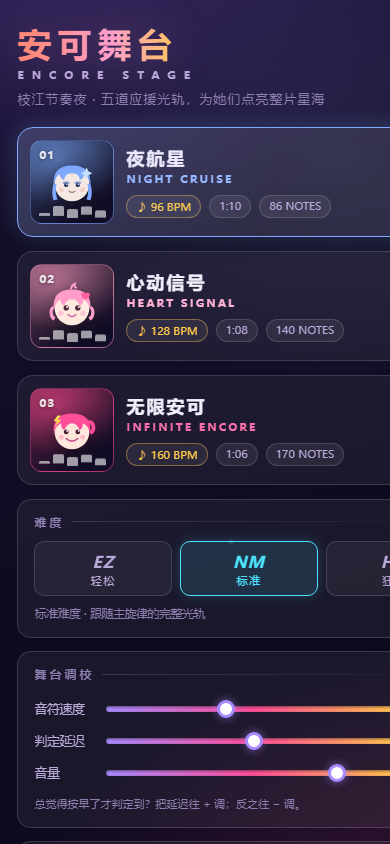 安可舞台
ENCORE STAGE
枝江节奏夜 · 五道应援光轨，为她们点亮整片星海
01
夜航星
NIGHT CRUISE
♪ 96 BPM 1:10 86 NOTES
02
心动信号
HEART SIGNAL
♪ 128 BPM 1:08 140 NOTES
03
无限安可
INFINITE ENCORE
♪ 160 BPM 1:06 170 NOTES
难度
EZ NM
轻松 标准
标准难度 · 跟随主旋律的完整光轨
舞台调校
音符速度
判定延迟
音量
总觉得按早了才判定到？把延迟往 + 调；反之往 − 调。